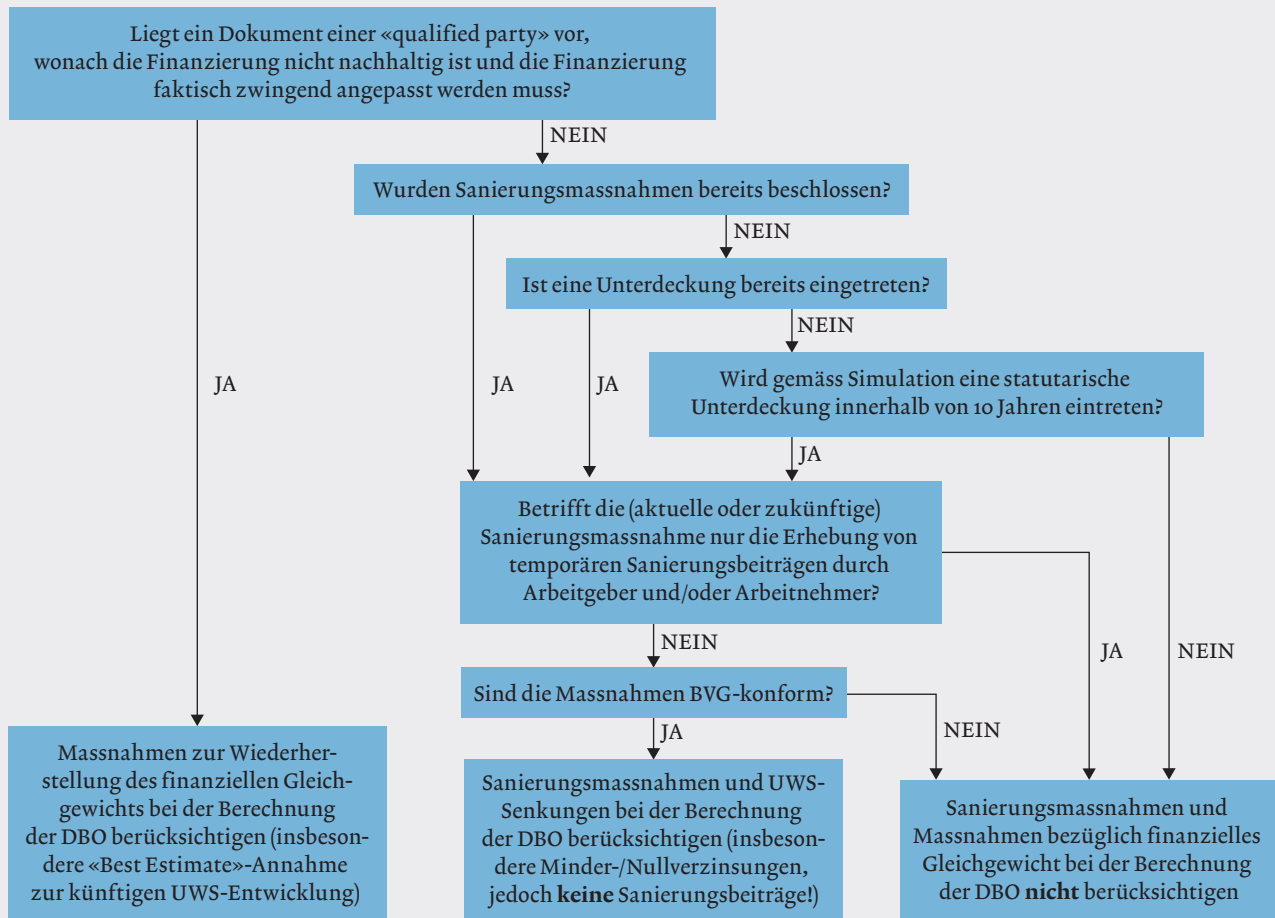 Liegt ein Dokument einer «qualified party» vor,
wonach die Finanzierung nicht nachhaltig ist und die Finanzierung
faktisch zwingend angepasst werden muss?
NEIN
Wurden Sanierungsmassnahmen bereits beschlossen?
NEIN
Ist eine Unterdeckung bereits eingetreten?
NEIN
JA
JA
JA
Wird gemäss Simulation eine statutarische
Unterdeckung innerhalb von 10 Jahren eintreten?
JA
Betrifft die (aktuelle oder zukünftige)
Sanierungsmassnahme nur die Erhebung von
temporären Sanierungsbeiträgen durch
Arbeitgeber und/oder Arbeitnehmer?
NEIN
JA
NEIN
Sind die Massnahmen BVG-konform?
JA
NEIN
Massnahmen zur Wiederher-
stellung des finanziellen Gleich-
gewichts bei der Berechnung
der DBO berücksichtigen (insbeson-
dere «Best Estimate»-Annahme
zur künftigen UWS-Entwicklung)
Sanierungsmassnahmen und UWS-
Senkungen bei der Berechnung
der DBO berücksichtigen (insbeson-
dere Minder-/Nullverzinsungen,
jedoch keine Sanierungsbeiträge!)
Sanierungsmassnahmen und
Massnahmen bezüglich finanzielles
Gleichgewicht bei der Berechnung
der DBO nicht berücksichtigen